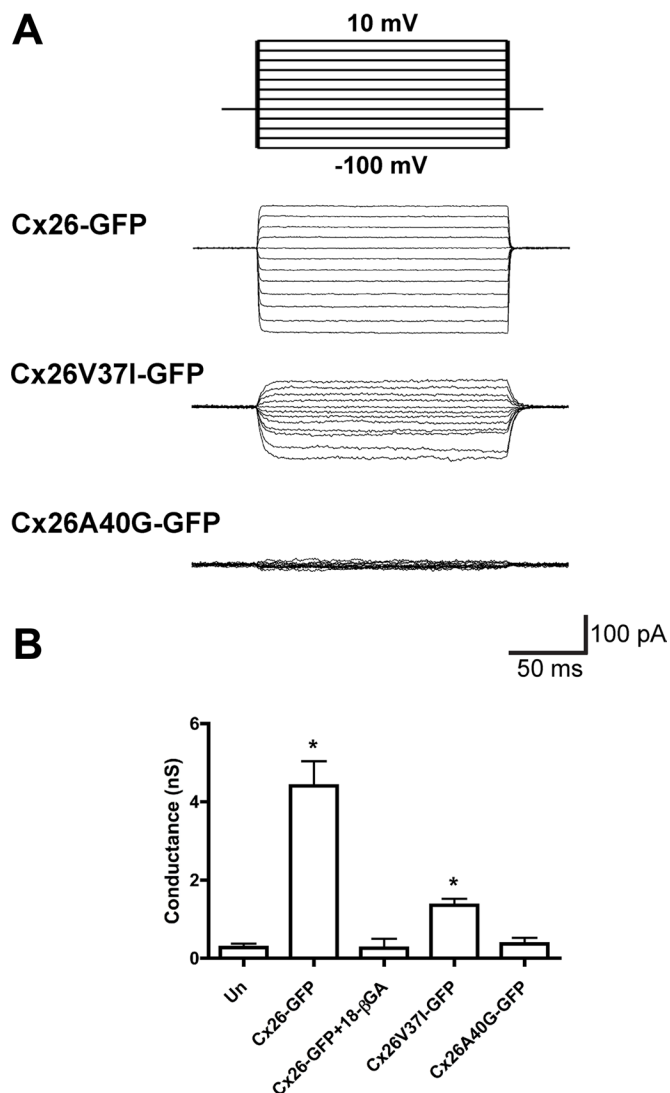 A
10 mV
-100 mV
Cx26-GFP
Cx26V37I-GFP
Cx26A40G-GFP
100 pA
50 ms
B
Conductance (nS)
6
4
2
0
*
*
Un
Cx26-GFP
Cx26-GFP+18-βGA
Cx26V37I-GFP
Cx26A40G-GFP